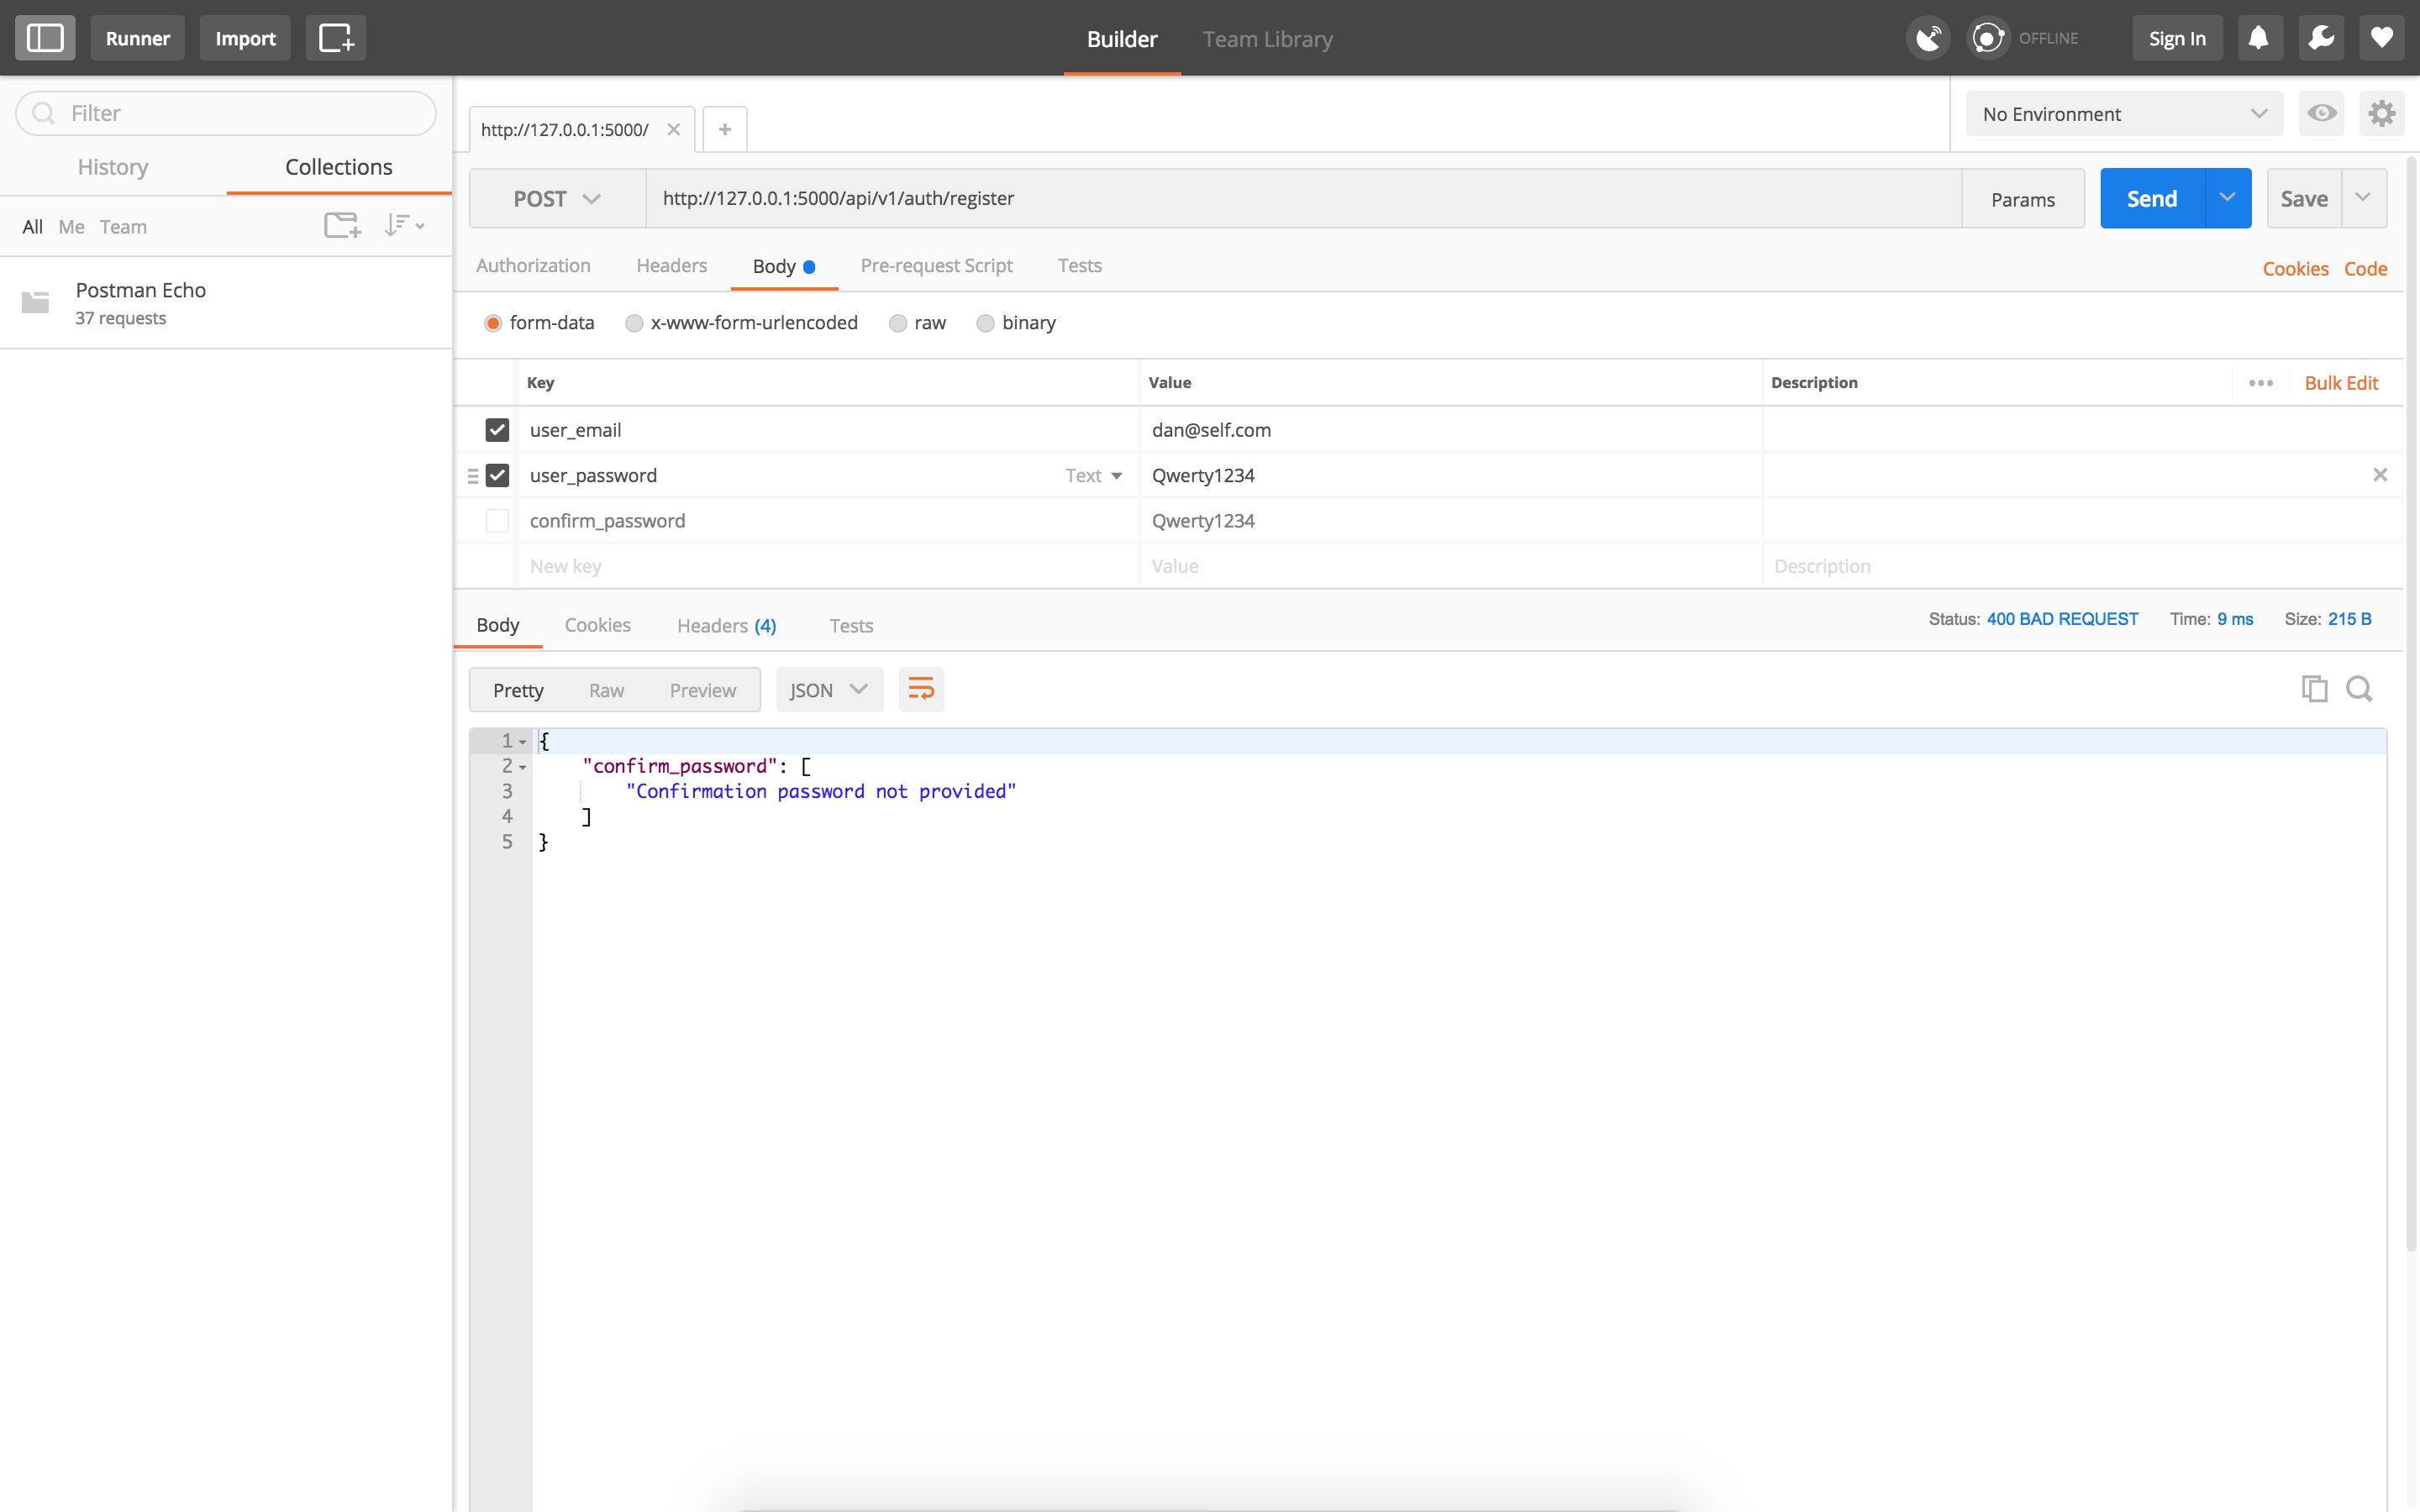 Runner Import Builder Team Library OFFLINE Sign In
Filter
History Collections
All Me Team
Postman Echo
37 requests
http://127.0.0.1:5000/ No Environment
POST http://127.0.0.1:5000/api/v1/auth/register Params Send Save
Authorization Headers Body Pre-request Script Tests Cookies Code
form-data x-www-form-urlencoded raw binary
Key Value Description Bulk Edit
user_email dan@self.com
user_password Text Qwerty1234
confirm_password Qwerty1234
New key Value Description
Body Cookies Headers (4) Tests Status: 400 BAD REQUEST Time: 9 ms Size: 215 B
Pretty Raw Preview JSON
1 {
2 "confirm_password": [
3 "Confirmation password not provided"
4 ]
5 }